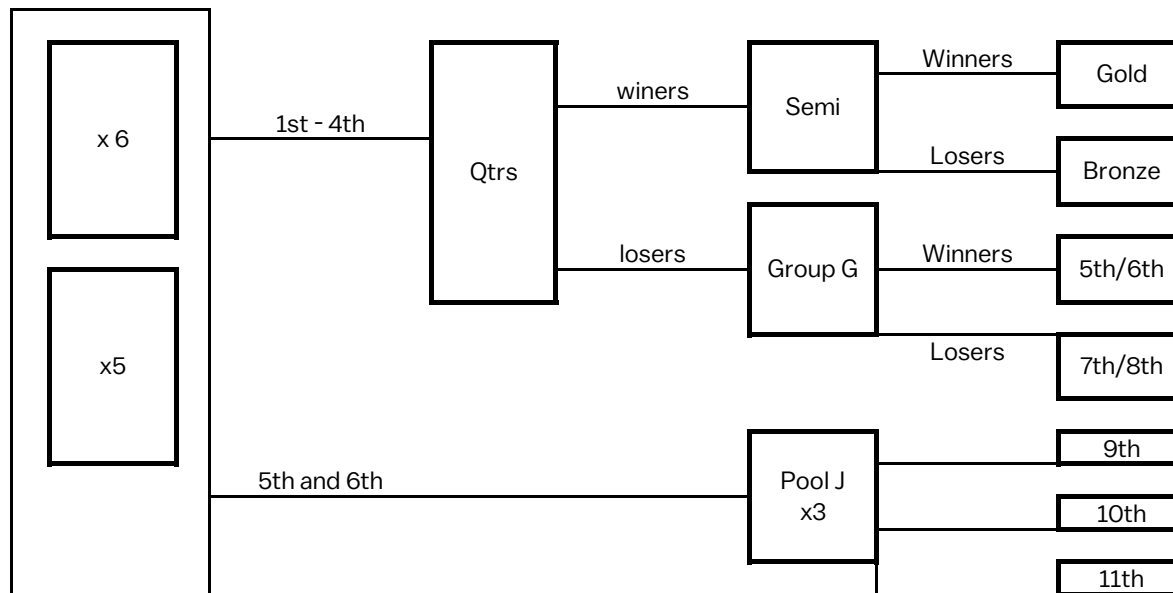 x 6
x5
1st - 4th
5th and 6th
Qtrs
winers
losers
Semi
Group G
Pool J
x3
Winners
Losers
Winners
Losers
Gold
Bronze
5th/6th
7th/8th
9th
10th
11th